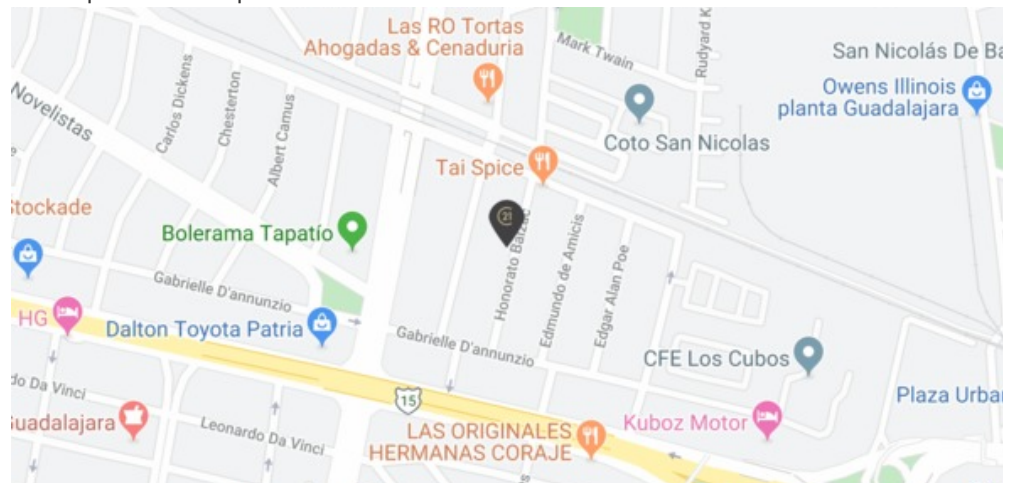 Las RO Tortas
Ahogadas & Cenaduria
Mark Twain
Rudyard K
San Nicolás De Ba
Owens Illinois
planta Guadalajara
Novelistas
Carlos Dickens
Chesterton
Albert Camus
Coto San Nicolas
Tai Spice
21
Stockade
Bolerama Tapatío
Honorato Balzac
Edmundo de Amicis
Edgar Alan Poe
Gabrielle D'annunzio
HG
Dalton Toyota Patria
Gabrielle D'annunzio
CFE Los Cubos
15
do Da Vinci
Guadalajara
Leonardo Da Vinci
LAS ORIGINALES
HERMANAS CORAJE
Kuboz Motor
Plaza Urba